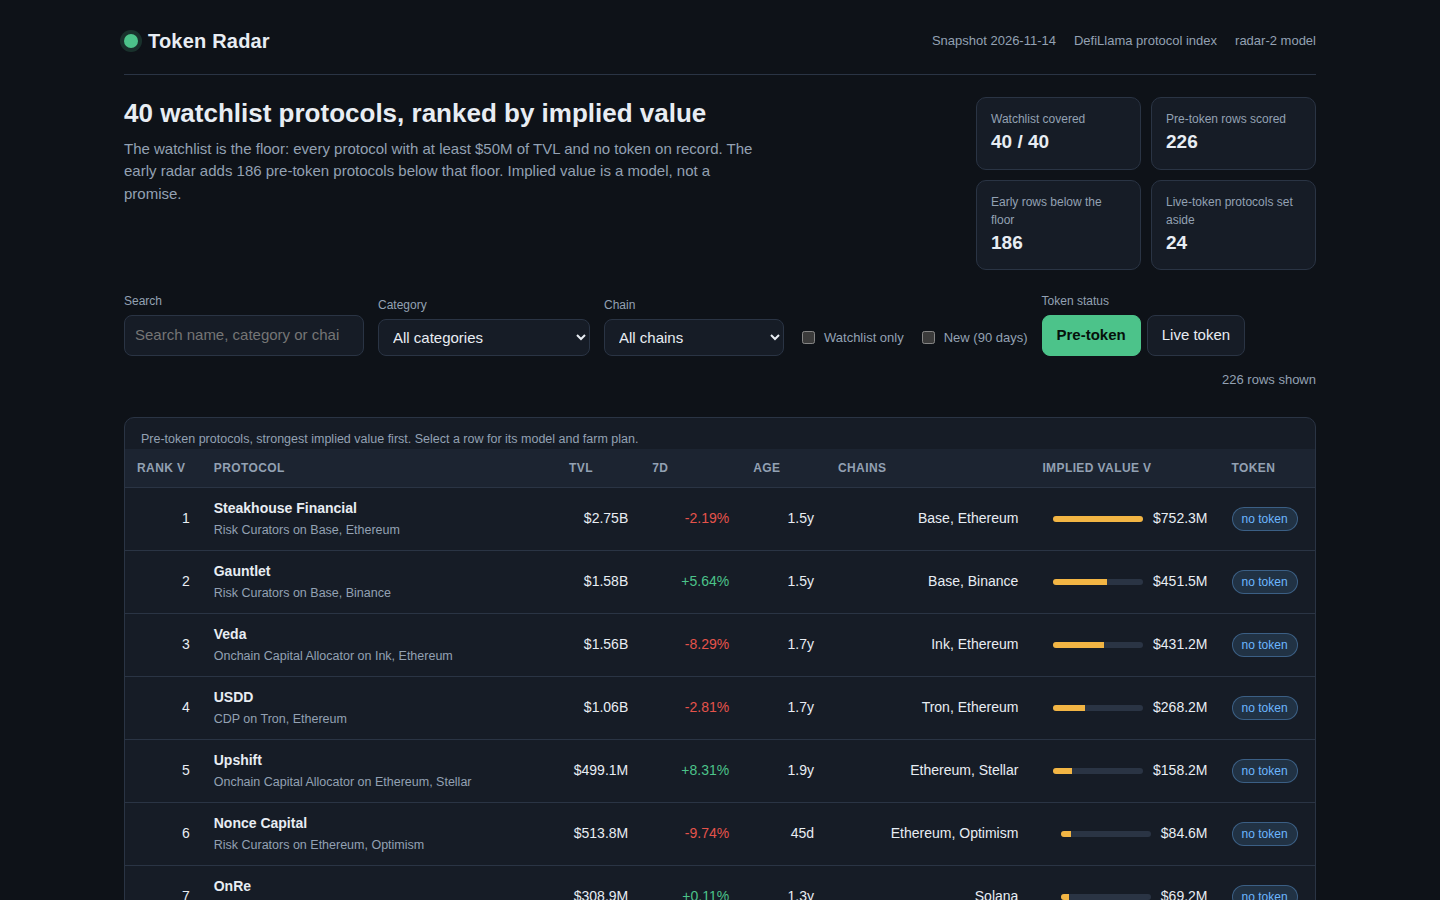 Token Radar
Snapshot 2026-11-14 DefiLlama protocol index radar-2 model
40 watchlist protocols, ranked by implied value
The watchlist is the floor: every protocol with at least $50M of TVL and no token on record. The
early radar adds 186 pre-token protocols below that floor. Implied value is a model, not a
promise.
Watchlist covered
40 / 40
Pre-token rows scored
226
Early rows below the
floor
186
Live-token protocols set
aside
24
Search
Search name, category or chai
Category
All categories
Chain
All chains
Watchlist only
New (90 days)
Token status
Pre-token Live token
226 rows shown
Pre-token protocols, strongest implied value first. Select a row for its model and farm plan.
RANK V PROTOCOL TVL 7D AGE CHAINS IMPLIED VALUE V TOKEN
1 Steakhouse Financial $2.75B -2.19% 1.5y Base, Ethereum $752.3M no token
Risk Curators on Base, Ethereum
2 Gauntlet $1.58B +5.64% 1.5y Base, Binance $451.5M no token
Risk Curators on Base, Binance
3 Veda $1.56B -8.29% 1.7y Ink, Ethereum $431.2M no token
Onchain Capital Allocator on Ink, Ethereum
4 USDD $1.06B -2.81% 1.7y Tron, Ethereum $268.2M no token
CDP on Tron, Ethereum
5 Upshift $499.1M +8.31% 1.9y Ethereum, Stellar $158.2M no token
Onchain Capital Allocator on Ethereum, Stellar
6 Nonce Capital $513.8M -9.74% 45d Ethereum, Optimism $84.6M no token
Risk Curators on Ethereum, Optimism
7 OnRe $308.9M +0.11% 1.3y Solana $69.2M no token